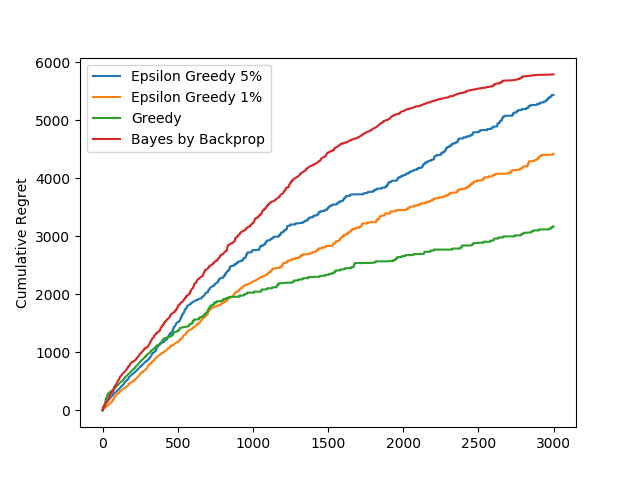 6000
5000
4000
3000
2000
1000
0
Cumulative Regret
Epsilon Greedy 5%
Epsilon Greedy 1%
Greedy
Bayes by Backprop
0 500 1000 1500 2000 2500 3000